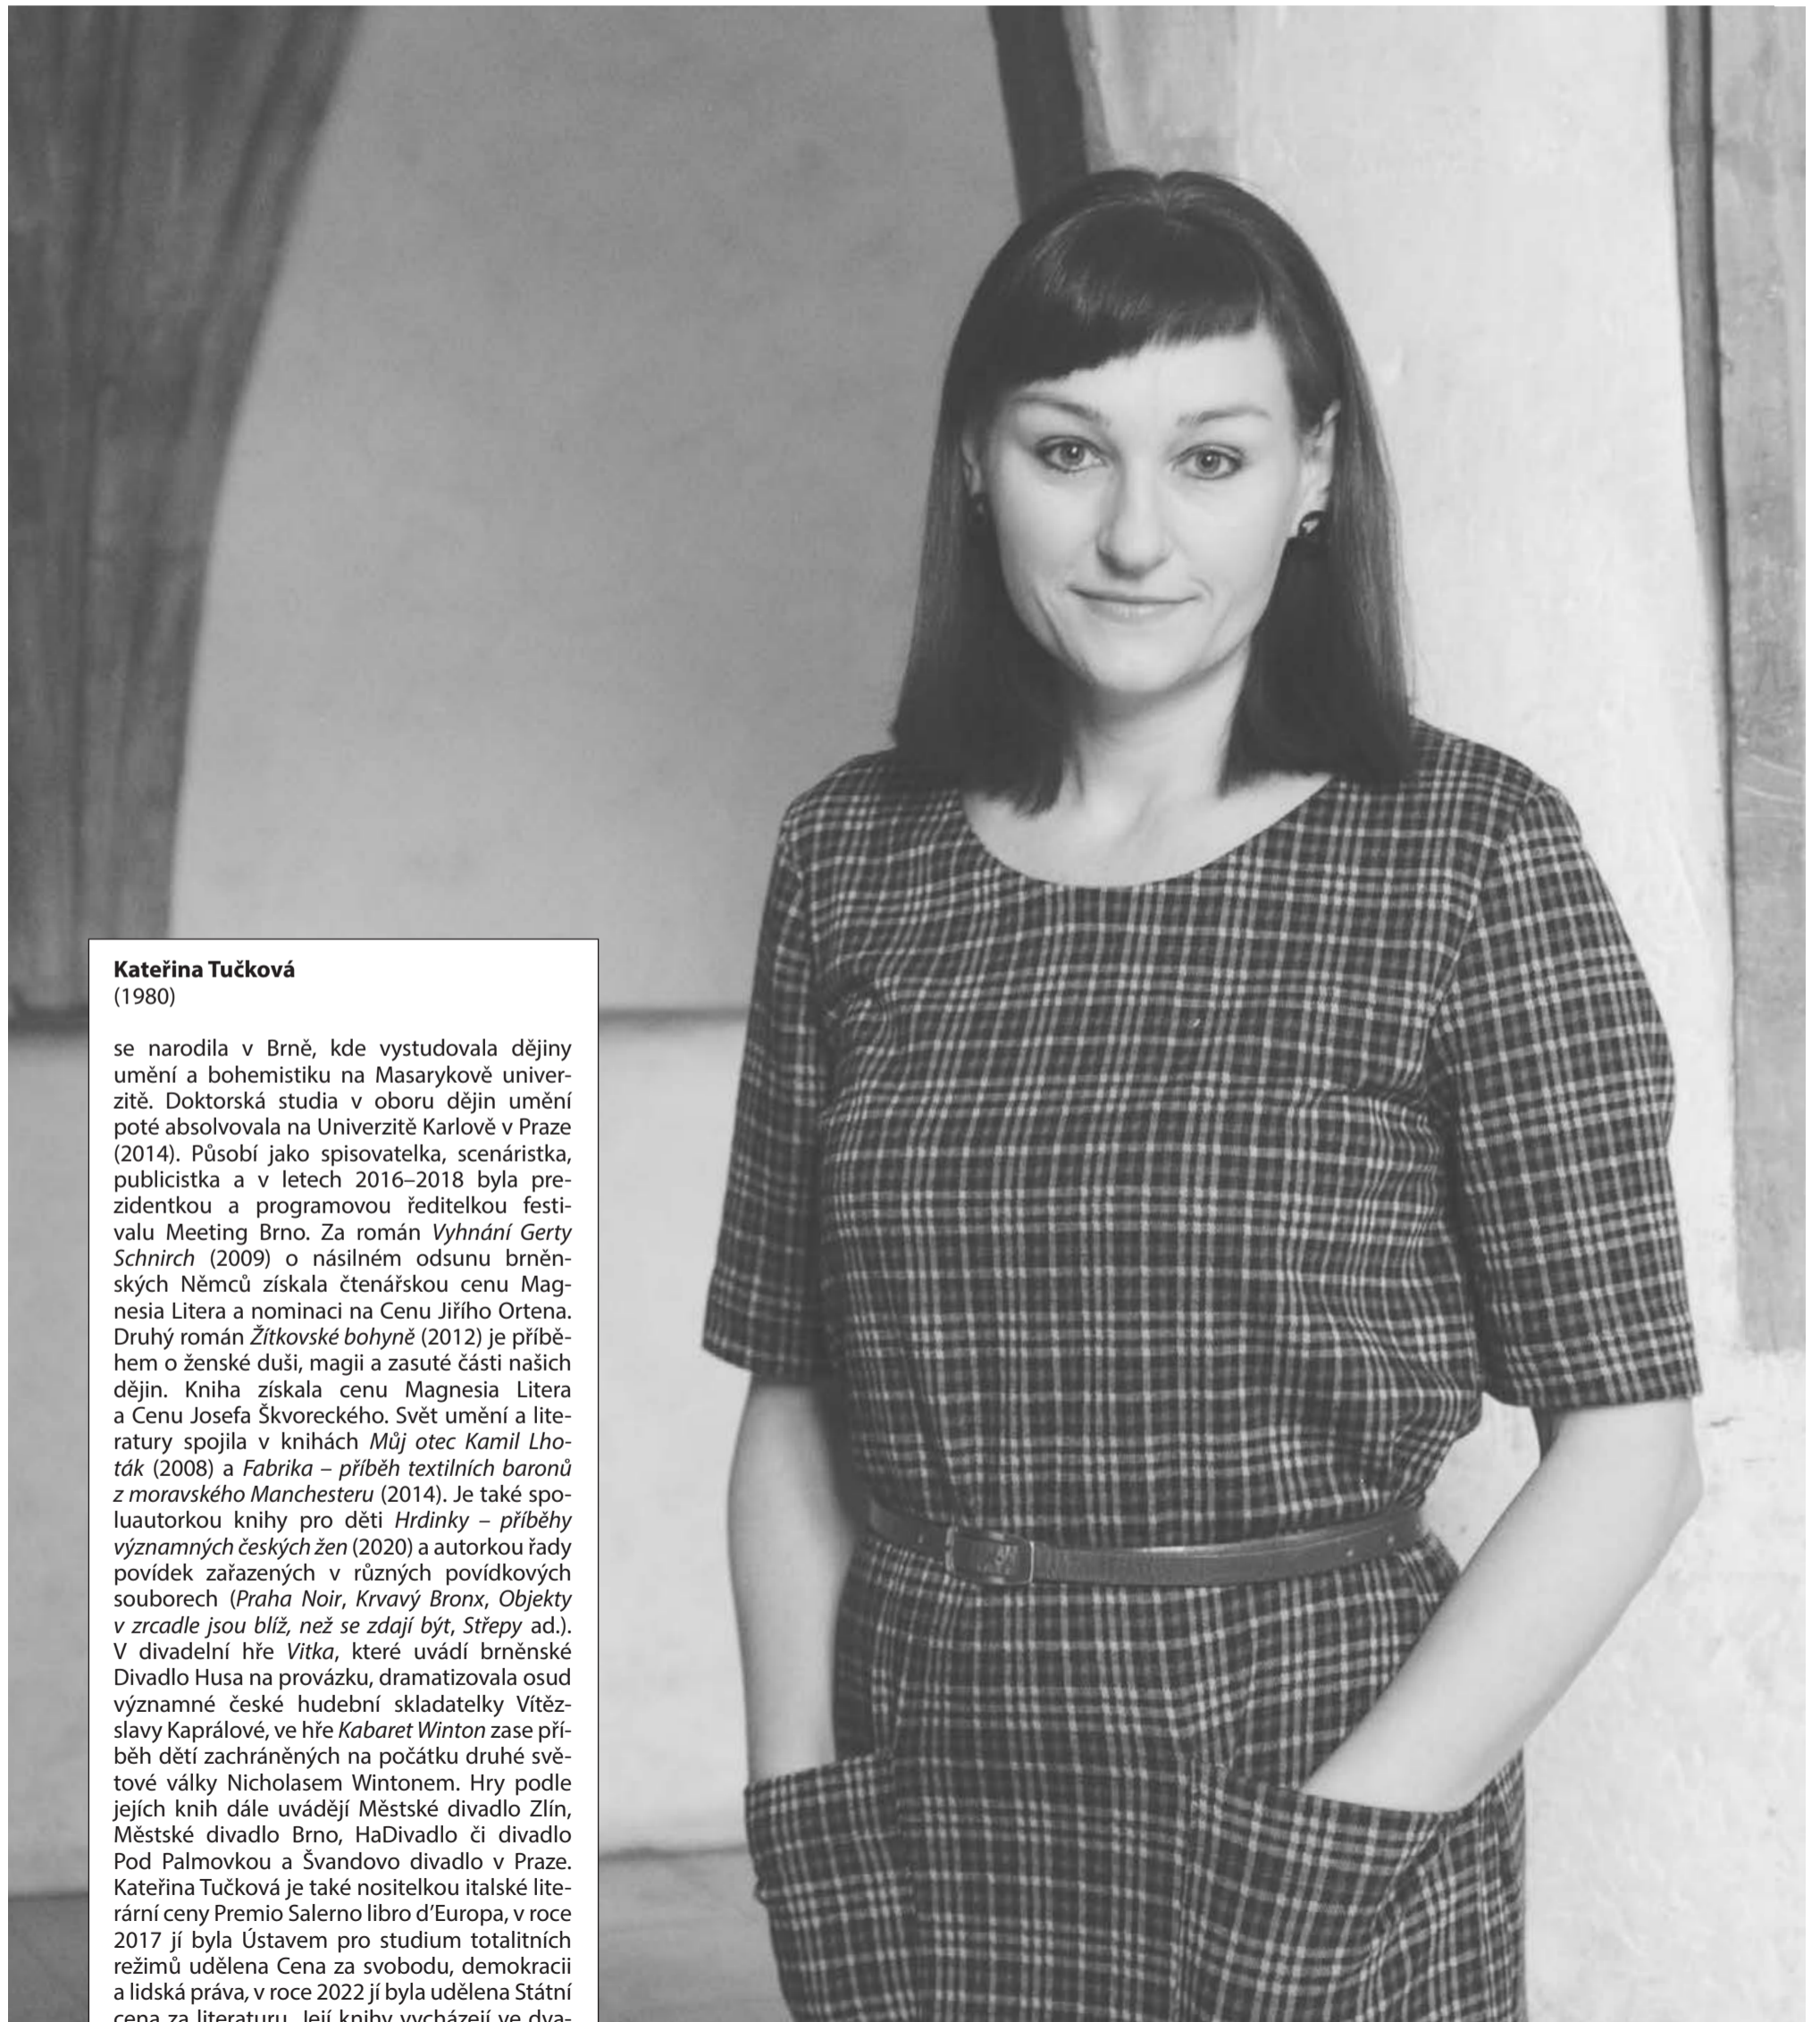 Kateřina Tučková
(1980)
se narodila v Brně, kde vystudovala dějiny
umění a bohemistiku na Masarykově univer-
zitě. Doktorská studia v oboru dějin umění
poté absolvovala na Univerzitě Karlově v Praze
(2014). Působí jako spisovatelka, scenáristka,
publicistka a v letech 2016–2018 byla pre-
zidentkou a programovou ředitelkou festi-
valu Meeting Brno. Za román Vyhnání Gerty
Schnirch (2009) o násilném odsunu brněn-
ských Němců získala čtenářskou cenu Mag-
nesia Litera a nominaci na Cenu Jiřího Ortena.
Druhý román Žítkovské bohyně (2012) je příbě-
hem o ženské duši, magii a zasuté části našich
dějin. Kniha získala cenu Magnesia Litera
a Cenu Josefa Škvoreckého. Svět umění a lite-
ratury spojila v knihách Můj otec Kamil Lho-
ták (2008) a Fabrika – příběh textilních baronů
z moravského Manchesteru (2014). Je také spo-
luautorkou knihy pro děti Hrdinky – příběhy
významných českých žen (2020) a autorkou řady
povídek zařazených v různých povídkových
souborech (Praha Noir, Krvavý Bronx, Objekty
v zrcadle jsou blíž, než se zdají být, Střepy ad.).
V divadelní hře Vitka, které uvádí brněnské
Divadlo Husa na provázku, dramatizovala osud
významné české hudební skladatelky Vítěz-
slavy Kaprálové, ve hře Kabaret Winton zase pří-
běh dětí zachráněných na počátku druhé svě-
tové války Nicholasem Wintonem. Hry podle
jejích knih dále uvádějí Městské divadlo Zlín,
Městské divadlo Brno, HaDivadlo či divadlo
Pod Palmovkou a Švandovo divadlo v Praze.
Kateřina Tučková je také nositelkou italské lite-
rární ceny Premio Salerno libro d’Europa, v roce
2017 jí byla Ústavem pro studium totalitních
režimů udělena Cena za svobodu, demokracii
a lidská práva, v roce 2022 jí byla udělena Státní
cena za literaturu. Její knihy vycházejí ve dva-